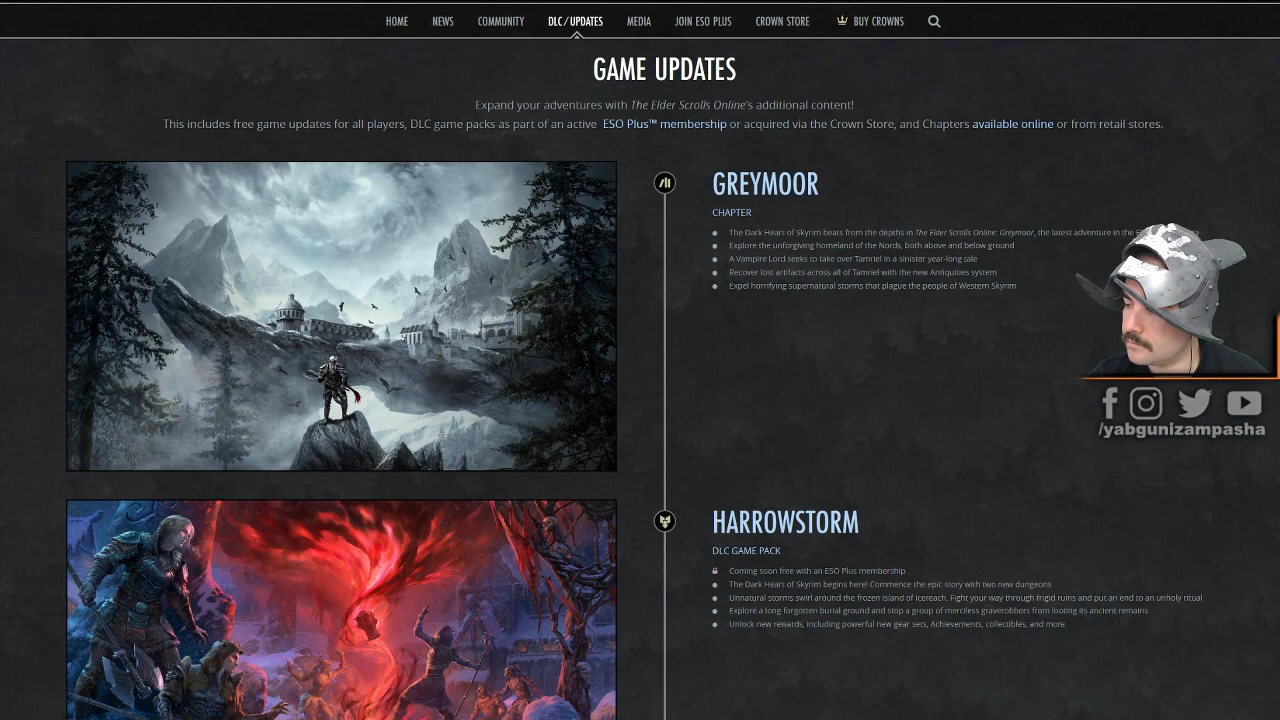 HOME NEWS COMMUNITY DLC/UPDATES MEDIA JOIN ESO PLUS CROWN STORE BUY CROWNS
GAME UPDATES
Expand your adventures with The Elder Scrolls Online's additional content!
This includes free game updates for all players, DLC game packs as part of an active ESO Plus™ membership or acquired via the Crown Store, and Chapters available online or from retail stores.
GREYMOOR
CHAPTER
The Dark Heart of Skyrim beats from the depths in The Elder Scrolls Online: Greymoor, the latest adventure in the
Explore the unforgiving homeland of the Nords, both above and below ground
A Vampire Lord seeks to take over Tamriel in a sinister year-long tale
Recover lost artifacts across all of Tamriel with the new Antiquities system
Expel horrifying supernatural storms that plague the people of Western Skyrim
/yabgunizampasha
HARROWSTORM
DLC GAME PACK
Coming soon free with an ESO Plus membership
The Dark Heart of Skyrim begins here! Commence the epic story with two new dungeons
Unnatural storms swirl around the frozen island of Icereach. Fight your way through frigid ruins and put an end to an unholy ritual
Explore a long-forgotten burial ground and stop a group of merciless graverobbers from looting its ancient remains
Unlock new rewards, including powerful new gear sets, Achievements, collectibles, and more